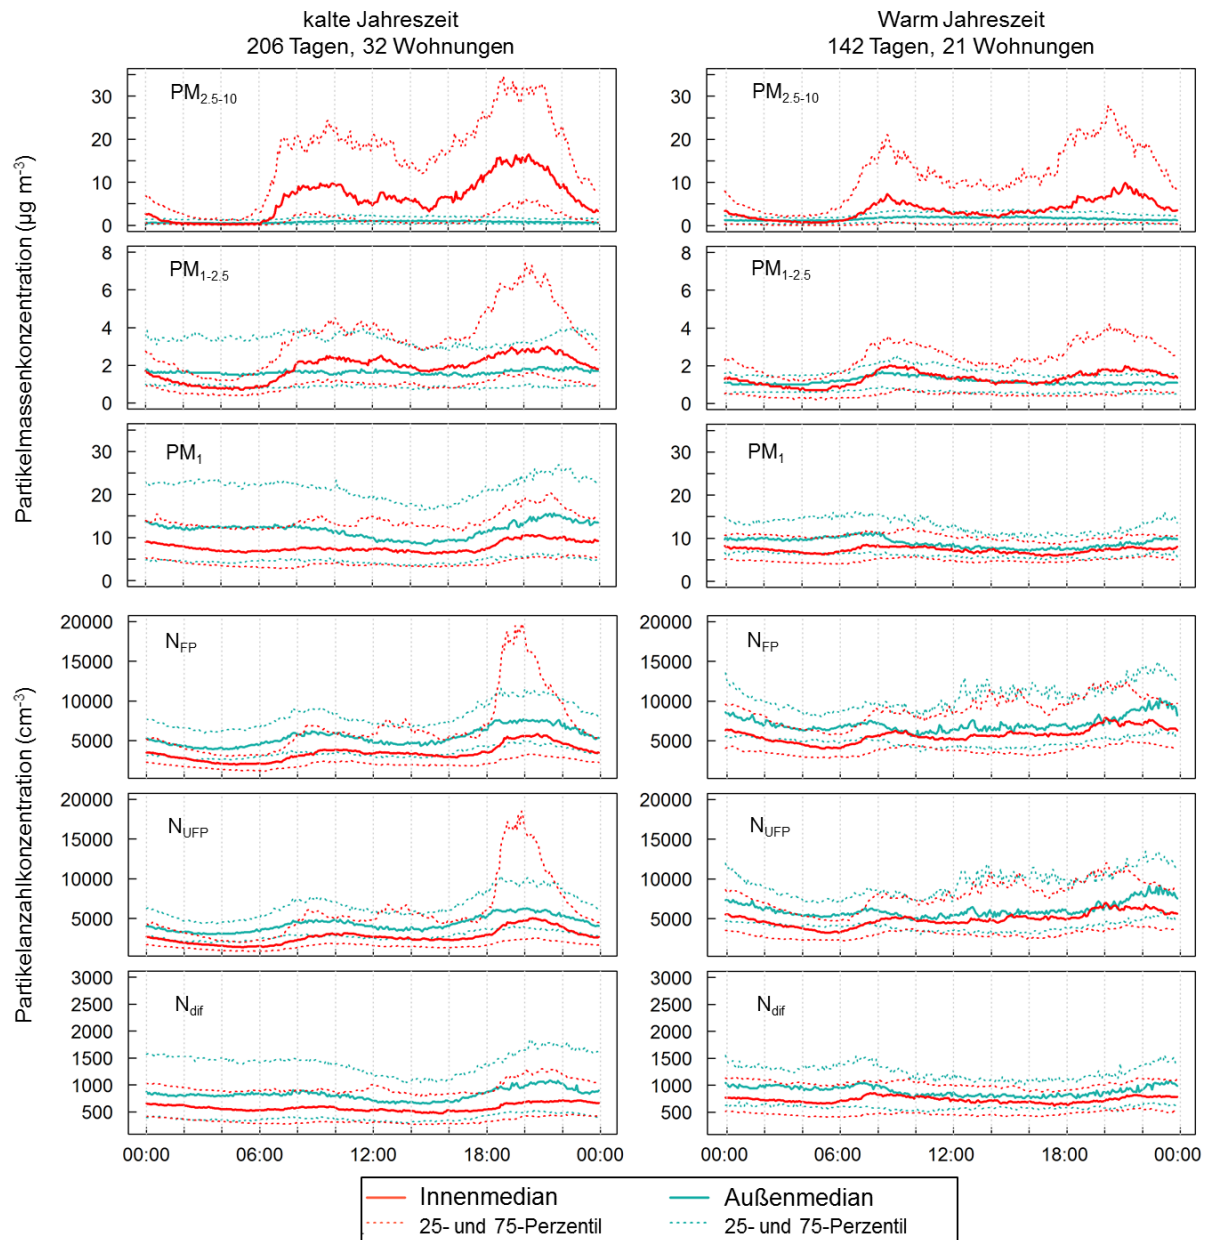 kalte Jahreszeit
206 Tagen, 32 Wohnungen
Warm Jahreszeit
142 Tagen, 21 Wohnungen
Partikelmassenkonzentration (µg m⁻³)
PM2.5-10
30
20
10
0
PM2.5-10
30
20
10
0
PM1-2.5
8
6
4
2
0
PM1-2.5
8
6
4
2
0
PM1
30
20
10
0
PM1
30
20
10
0
Partikelanzahlkonzentration (cm⁻³)
NFP
20000
15000
10000
5000
NFP
20000
15000
10000
5000
NUFP
20000
15000
10000
5000
NUFP
20000
15000
10000
5000
Ndif
3000
2500
2000
1500
1000
500
Ndif
3000
2500
2000
1500
1000
500
00:00 06:00 12:00 18:00 00:00
00:00 06:00 12:00 18:00 00:00
Innenmedian
25- und 75-Perzentil
Außenmedian
25- und 75-Perzentil